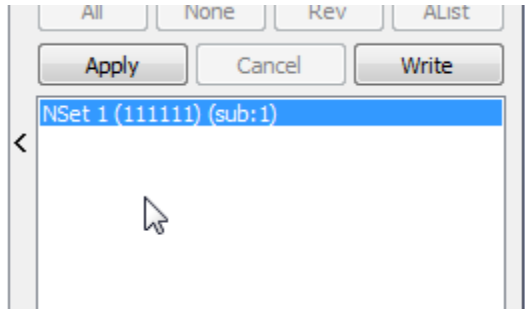 All None Rev AList
Apply Cancel Write
NSet 1 (111111) (sub:1)
<